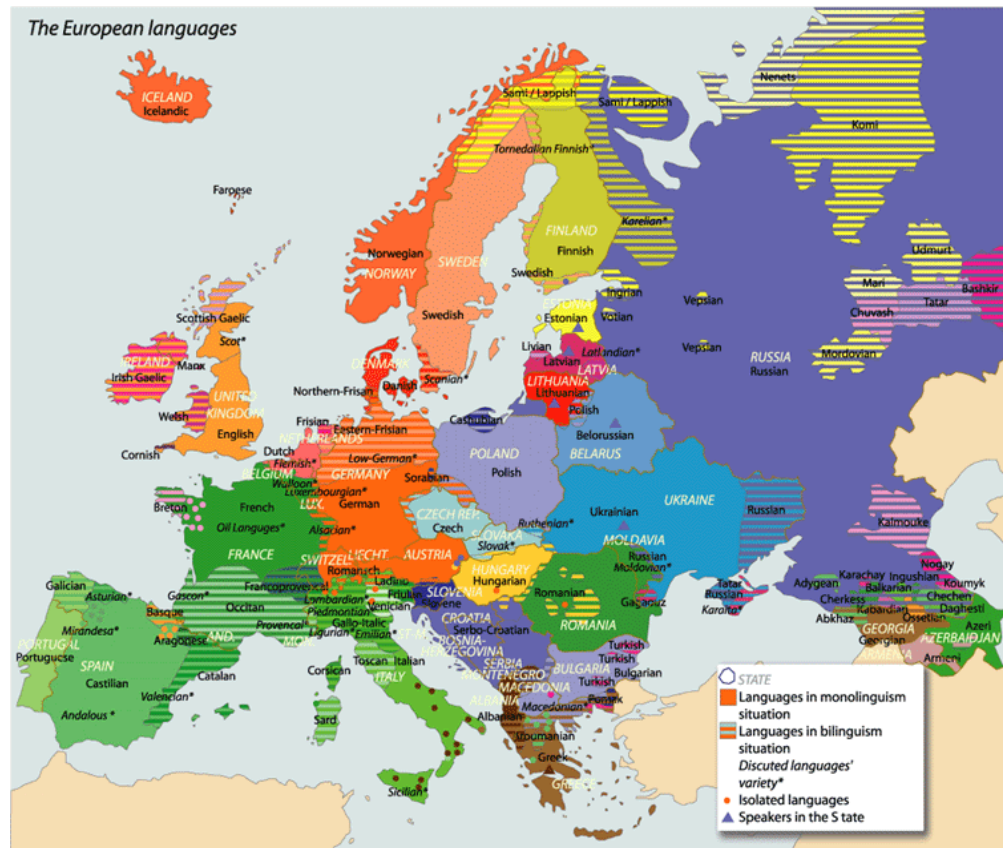 The European languages
ICELAND
Icelandic
Faroese
Sami / Lappish
Sami / Lappish
Nenets
Komi
Tornedalian Finnish*
Karelian*
FINLAND
Finnish
Norwegian
NORWAY
SWEDEN
Swedish
Swedish
Udmurt
Mari
Tatar
Bashkir
Chuvash
Mordovian
Ingrian
Votian
Vepsian
Vepsian
ESTONIA
Estonian
Livian
Latvian
LATVIA
RUSSIA
Russian
Scottish Gaelic
Scot*
IRELAND
Irish Gaelic
Manx
UNITED
KINGDOM
Welsh
English
Cornish
DENMARK
Danish
Scanian*
Northern-Frisan
LITHUANIA
Lithuanian
Polish
Belorussian
BELARUS
Cashubian
POLAND
Polish
Frisian
Eastern-Frisian
NETHERLANDS
Dutch
Low-German*
Flemish*
BELGIUM
GERMANY
Walloon*
Luxembourgian*
LUX.
German
Sorabian
Breton
French
Oil Languges*
Alsacian*
FRANCE
CZECH REP.
Czech
Ruthenian*
SLOVAKA
Slovak*
UKRAINE
Ukrainian
Russian
MOLDAVIA
Russian
Moldovian*
Gagaouz
SWITZEL
LIECHT
AUSTRIA
Romansch
Ladino
HUNGARY
Hungarian
Romanian
ROMANIA
Kalmouke
Galician
Asturian*
Gascon*
Francoprovencal
Occitan
Lombardian*
Friulan
SLOVENIA
Slovene
Piedmontian*
Venician
Gallo-Italic
Provencal*
Ligurian*
Emilian*
Basque
Mirandesa*
Aragonese
AND.
MON.
CROATIA
Serbo-Croatian
BOSNIA-
HERZEGOVINA
Tatar
Russian
Karaita*
Nogay
Adygean
Karachay
Ingushian
Balkarian
Koumyk
Cherkess
Chechen
Kabardian
Daghesti
Abkhaz
Ossetian
GEORGIA
Georgian
Azeri
AZERBAIDJAN
ARMENIA
Armeni
PORTUGAL
Portuguese
SPAIN
Castilian
Catalan
Valencian*
Andalous *
Corsican
Toscan
Italian
ITALY
Sard
Sicilian*
SERBIA
MONTENEGRO
MACEDONIA
ALBANIA
Albanian
Macedonian*
BULGARIA
Turkish
Turkish
Bulgarian
Turkish
Pomak
Roumanian
Greek
GREECE
STATE
Languages in monolinguism
situation
Languages in bilinguism
situation
Discuted languages'
variety*
Isolated languages
Speakers in the S tate